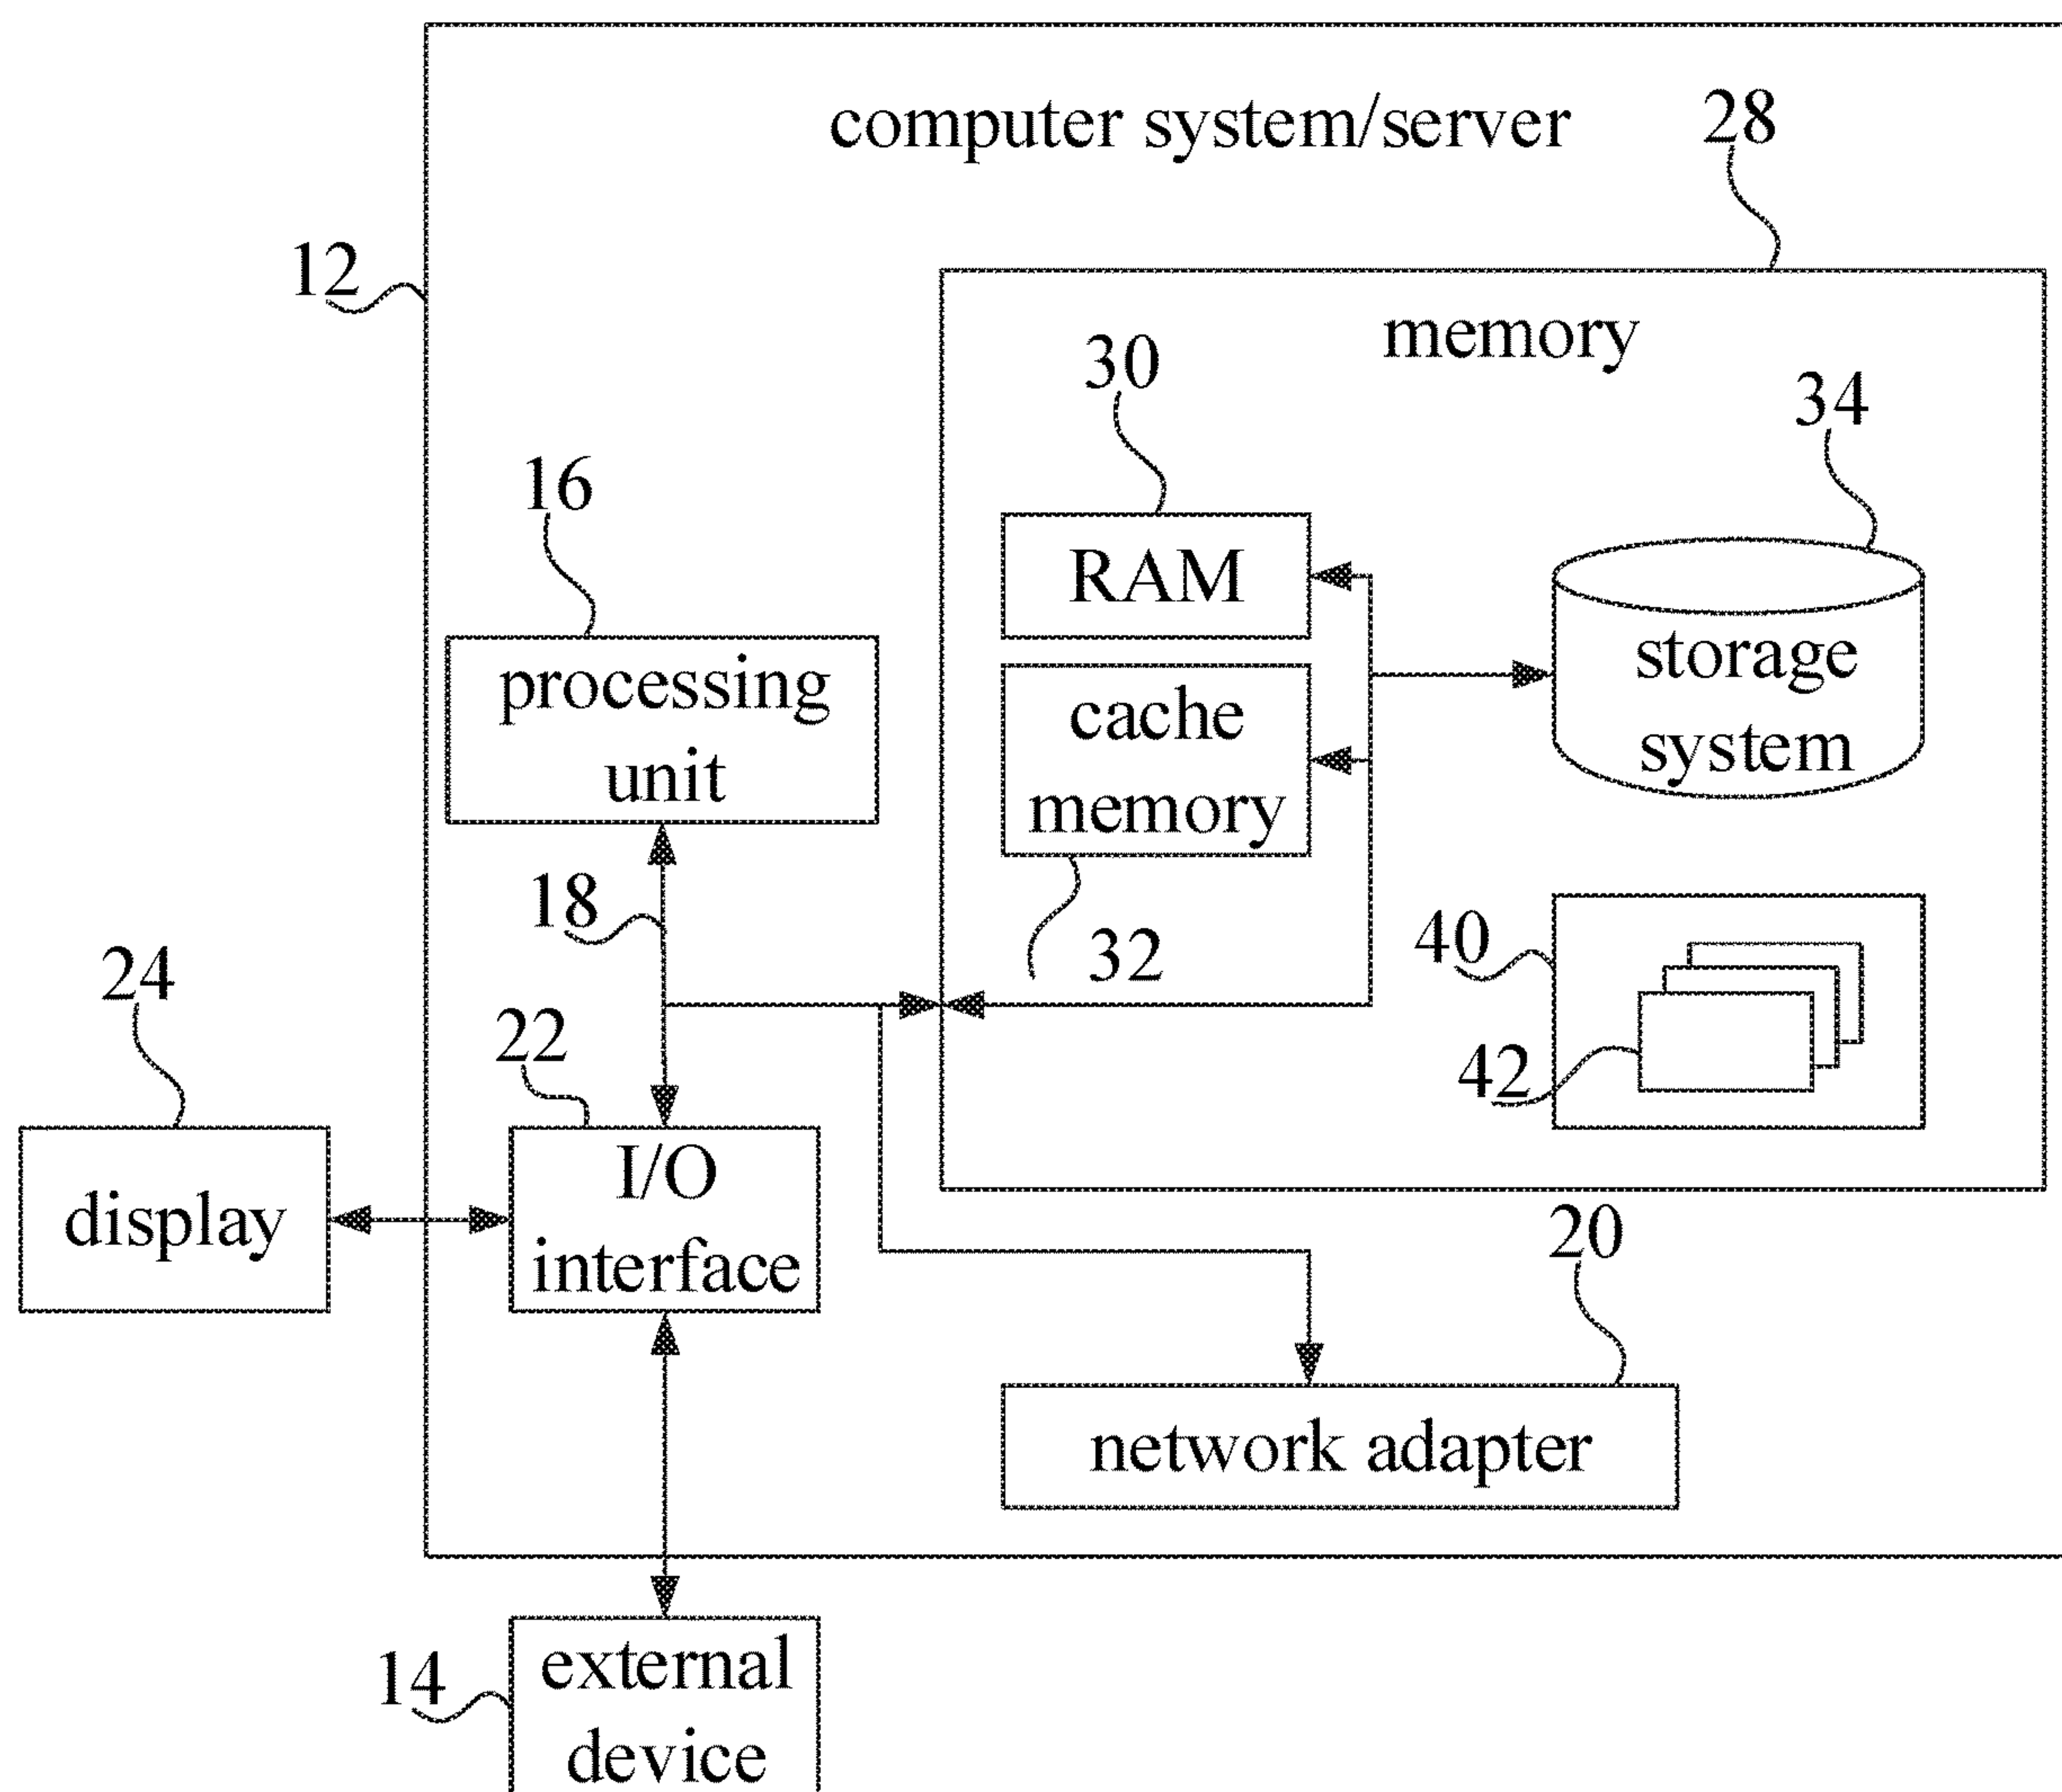 computer system/server
28
12
memory
30
34
16
RAM
storage
system
processing
unit
cache
memory
18
32
40
24
22
42
display
I/O
interface
20
network adapter
14
external
device